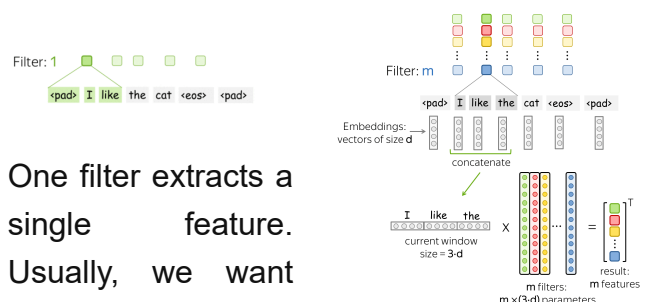 Filter: 1
<pad> I like the cat <eos> <pad>
One filter extracts a
single feature.
Usually, we want
Filter: m
<pad> I like the cat <eos> <pad>
Embeddings:
vectors of size d
concatenate
I like the
current window
size = 3·d
x
...
=
T
result:
m features
m filters:
m ×(3·d) parameters